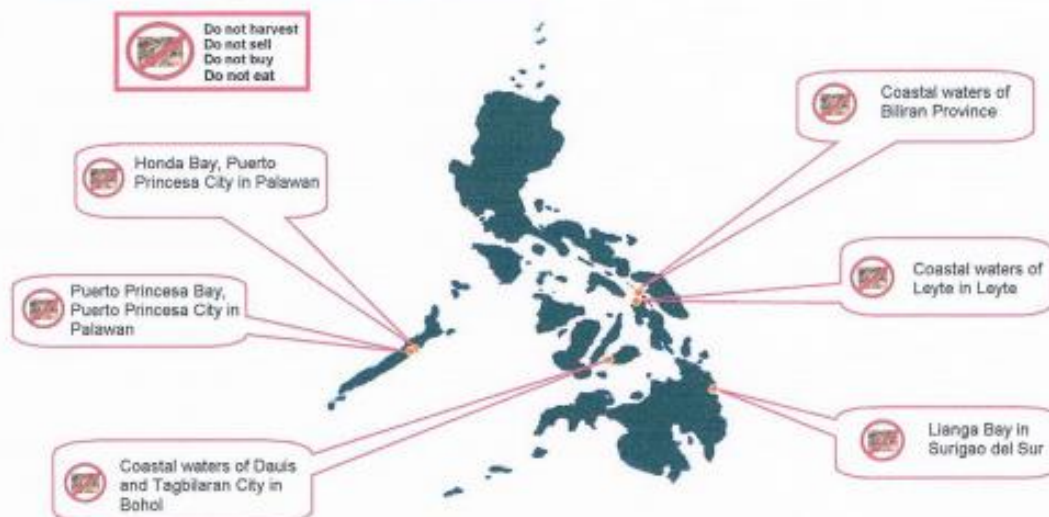 Do not harvest
Do not sell
Do not buy
Do not eat
Coastal waters of
Biliran Province
Honda Bay, Puerto
Princesa City in Palawan
Puerto Princesa Bay,
Puerto Princesa City in
Palawan
Coastal waters of
Leyte in Leyte
Lianga Bay in
Surigao del Sur
Coastal waters of Dauis
and Tagbilaran City in
Bohol